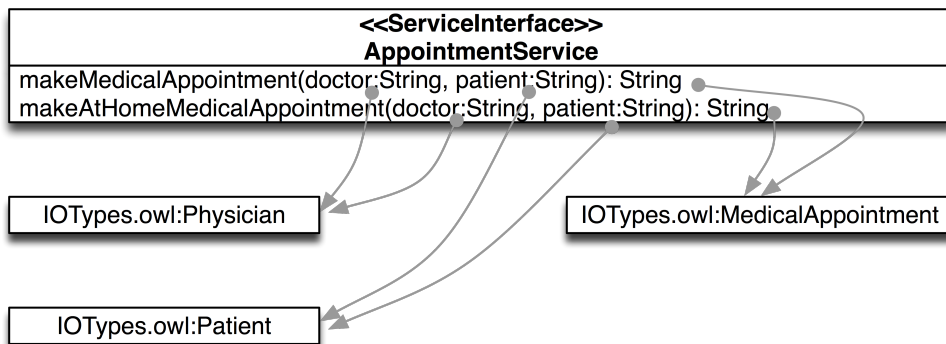 <<ServiceInterface>>
AppointmentService
makeMedicalAppointment(doctor:String, patient:String): String
makeAtHomeMedicalAppointment(doctor:String, patient:String): String
IOTypes.owl:Physician
IOTypes.owl:MedicalAppointment
IOTypes.owl:Patient